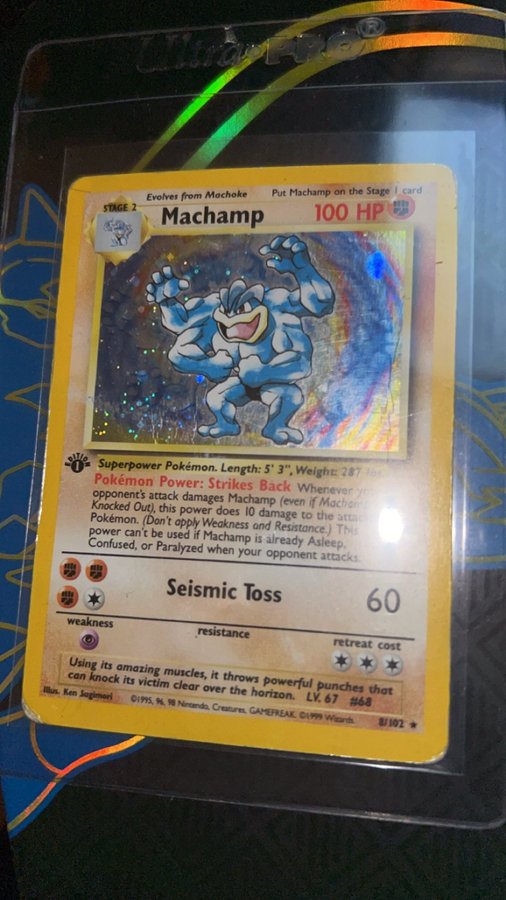 Ultra PRO®
Evolves from Machoke Put Machamp on the Stage 1 card
STAGE 2 Machamp 100 HP
EDITION
1
Superpower Pokémon. Length: 5' 3", Weight: 287 lbs.
Pokémon Power: Strikes Back Whenever
opponent's attack damages Machamp (even if Machamp
Knocked Out), this power does 10 damage to the
Pokémon. (Don't apply Weakness and Resistance.) This
power can't be used if Machamp is already Asleep,
Confused, or Paralyzed when your opponent attacks.
Seismic Toss 60
weakness resistance retreat cost
Using its amazing muscles, it throws powerful punches that
can knock its victim clear over the horizon. LV. 67 #68
Illus. Ken Sugimori ©1995, 96, 98 Nintendo, Creatures, GAMEFREAK. ©1999 Wizards. 8/102 ★